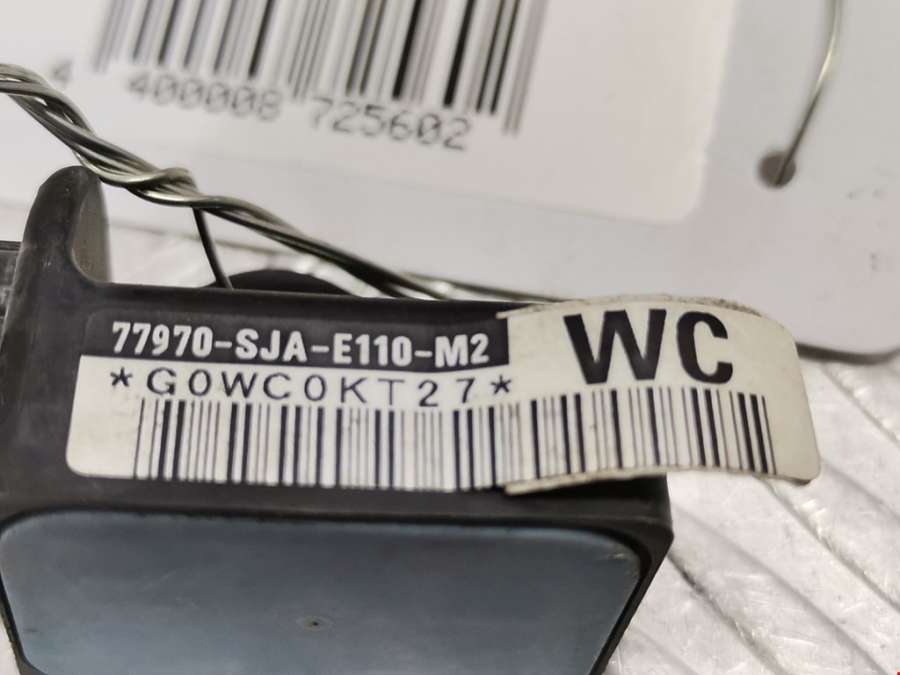 4 400008 725602
77970-SJA-E110-M2
WC
*G0WC0KT27*